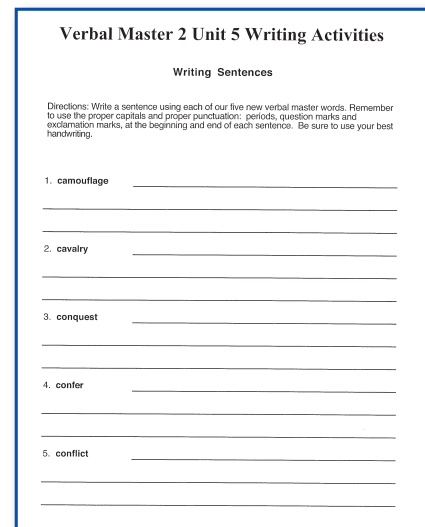 Verbal Master 2 Unit 5 Writing Activities
Writing Sentences
Directions: Write a sentence using each of our five new verbal master words. Remember
to use the proper capitals and proper punctuation: periods, question marks and
exclamation marks, at the beginning and end of each sentence. Be sure to use your best
handwriting.
1. camouflage
2. cavalry
3. conquest
4. confer
5. conflict